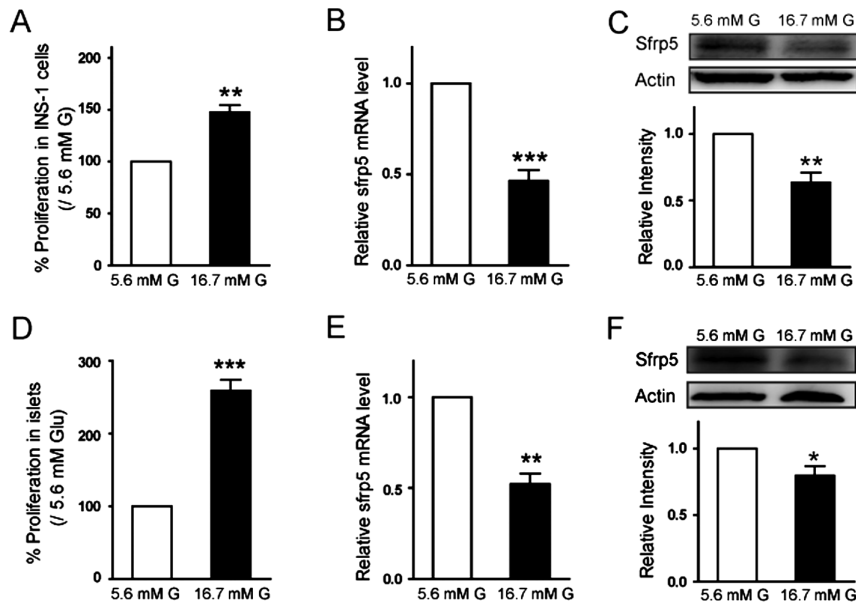 A
% Proliferation in INS-1 cells
(/ 5.6 mM G)
200
150
100
50
0
**
5.6 mM G 16.7 mM G
B
Relative sfrp5 mRNA level
1.0
0.5
0.0
***
5.6 mM G 16.7 mM G
C
5.6 mM G 16.7 mM G
Sfrp5
Actin
Relative Intensity
1.0
0.5
0.0
**
5.6 mM G 16.7 mM G
D
% Proliferation in islets
(/ 5.6 mM Glu)
300
200
100
0
***
5.6 mM G 16.7 mM G
E
Relative sfrp5 mRNA level
1.0
0.5
0.0
**
5.6 mM G 16.7 mM G
F
5.6 mM G 16.7 mM G
Sfrp5
Actin
Relative Intensity
1.0
0.5
0.0
*
5.6 mM G 16.7 mM G